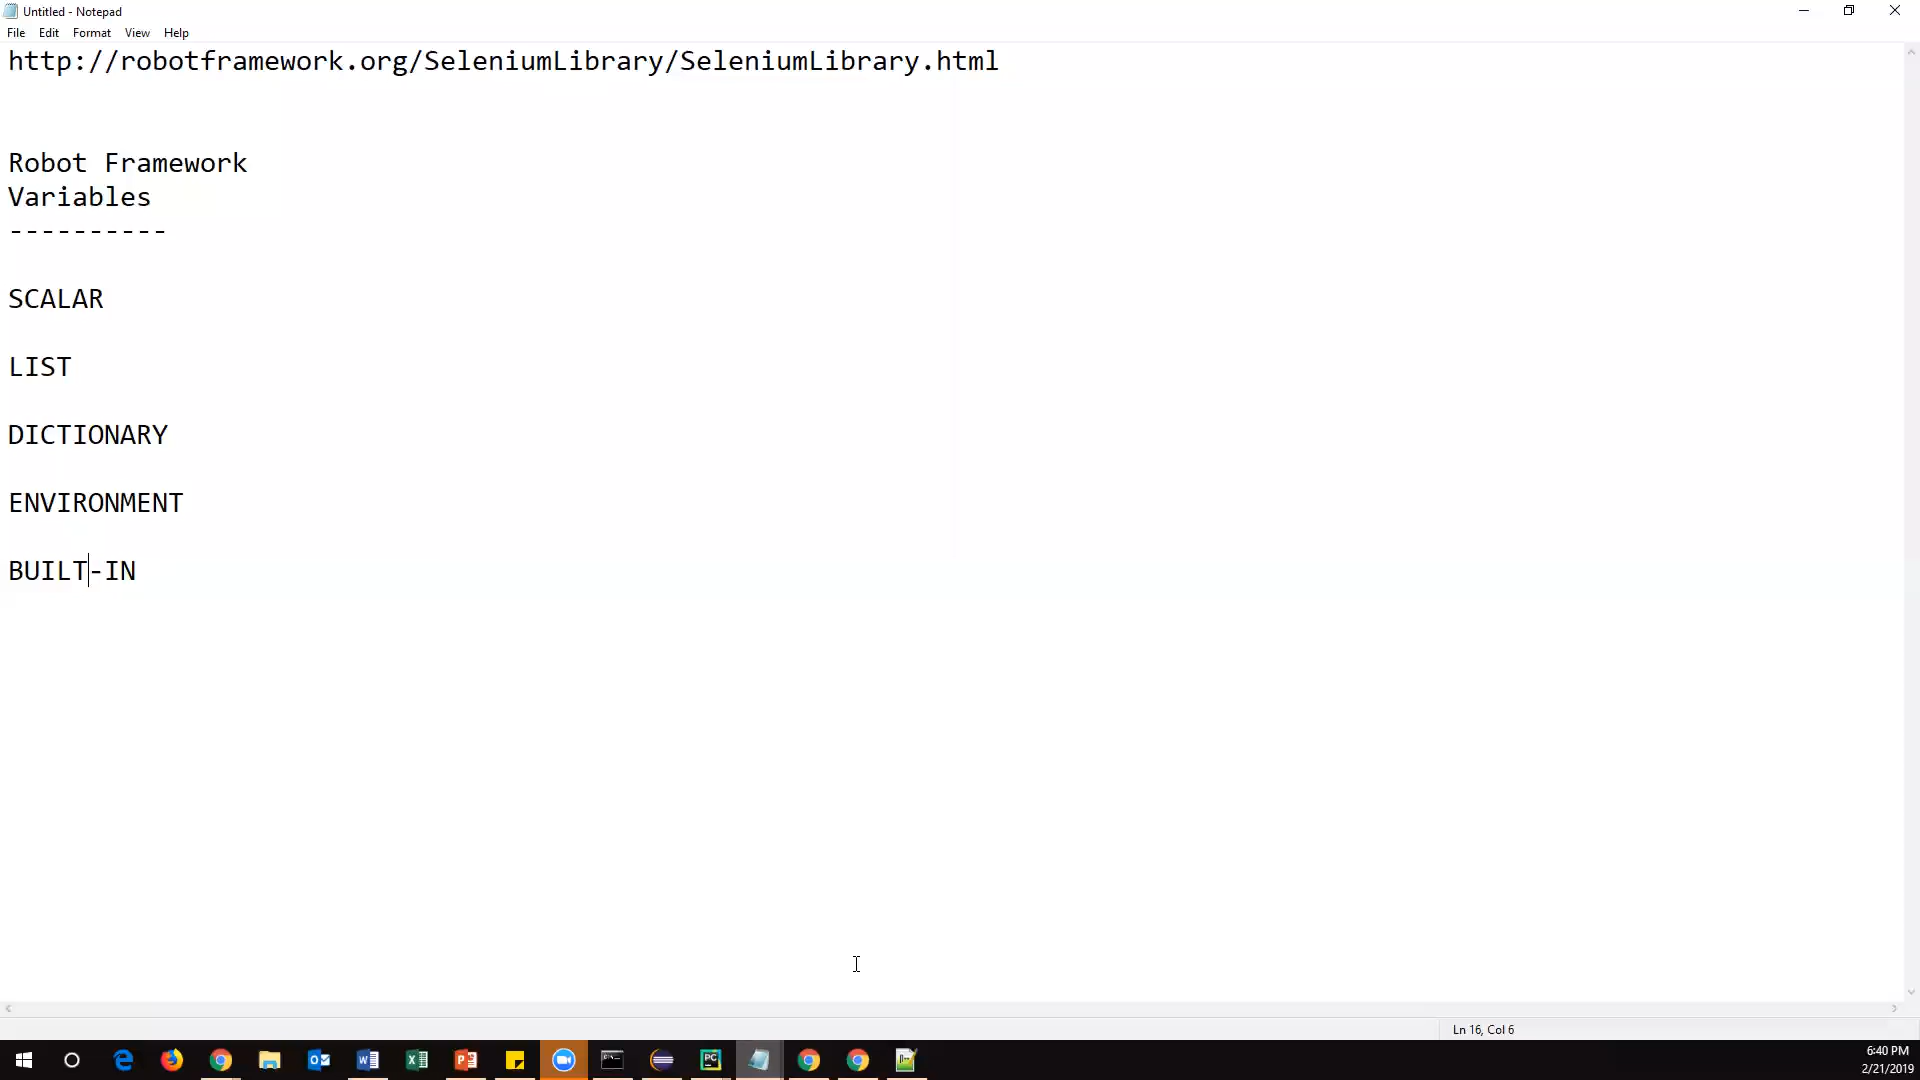 Untitled - Notepad
File Edit Format View Help
http://robotframework.org/SeleniumLibrary/SeleniumLibrary.html
Robot Framework
Variables
----------
SCALAR
LIST
DICTIONARY
ENVIRONMENT
BUILT-IN
Ln 16, Col 6
6:40 PM
2/21/2019